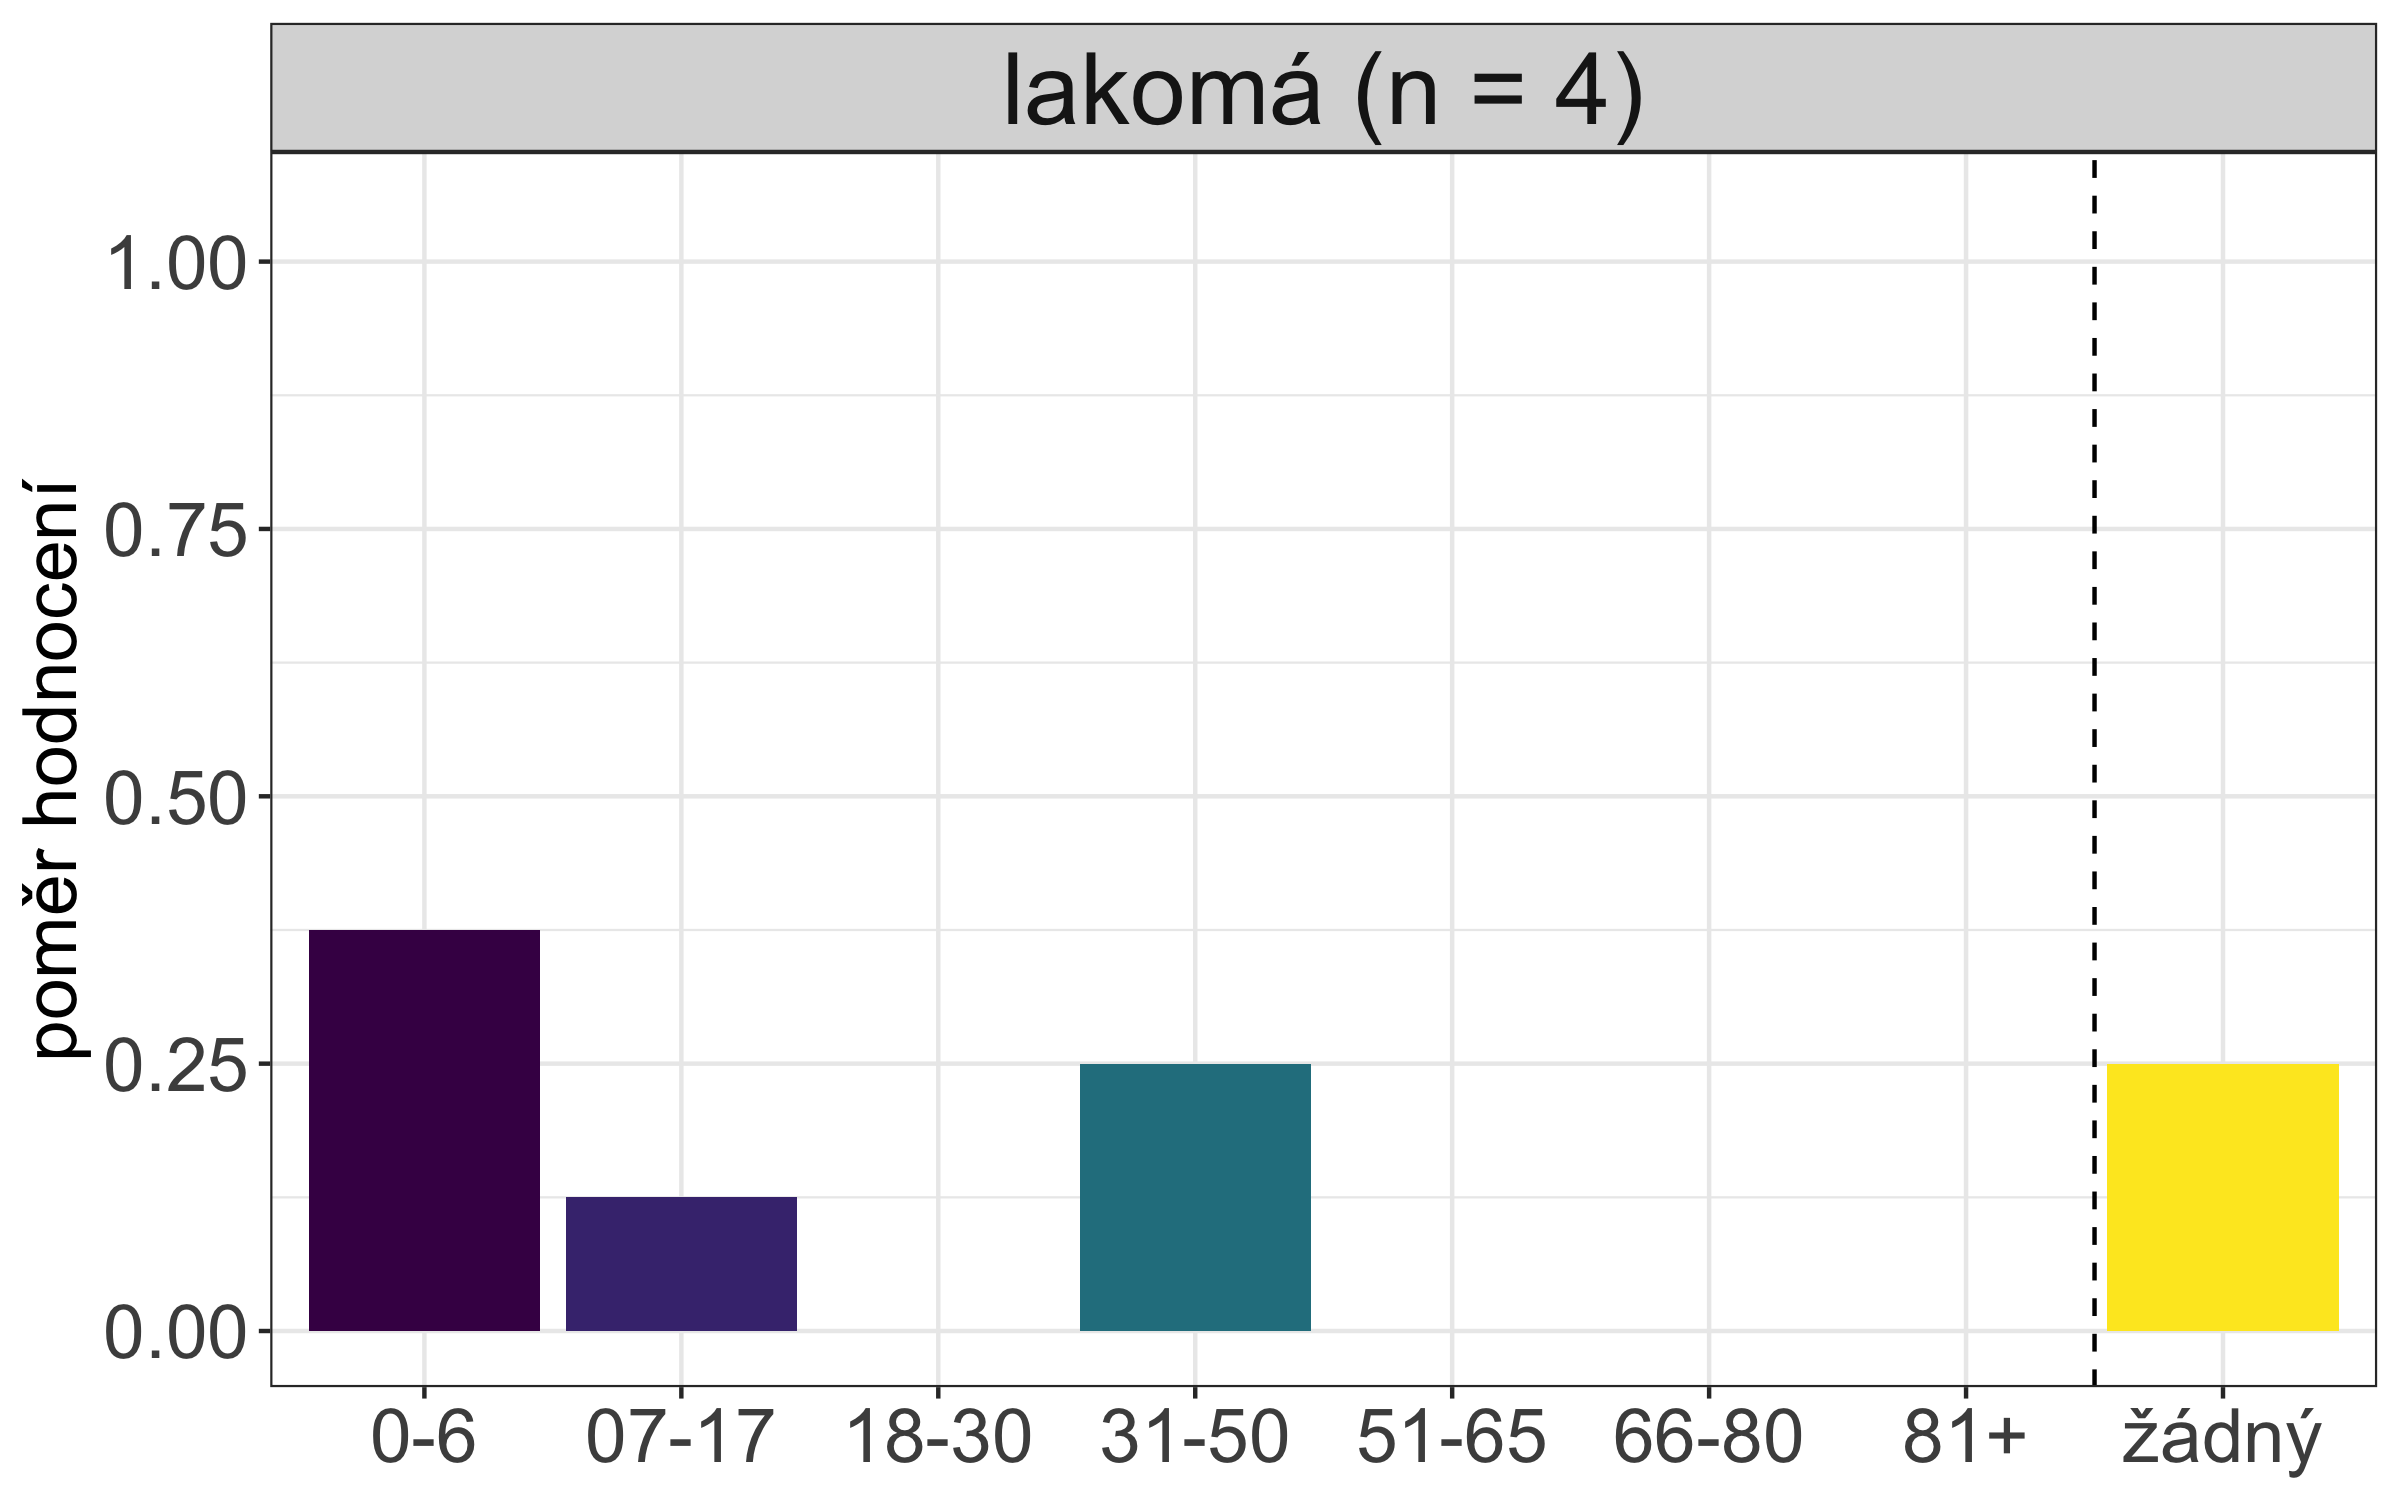 lakomá (n = 4)
poměr hodnocení
1.00
0.75
0.50
0.25
0.00
0-6 07-17 18-30 31-50 51-65 66-80 81+ žádný